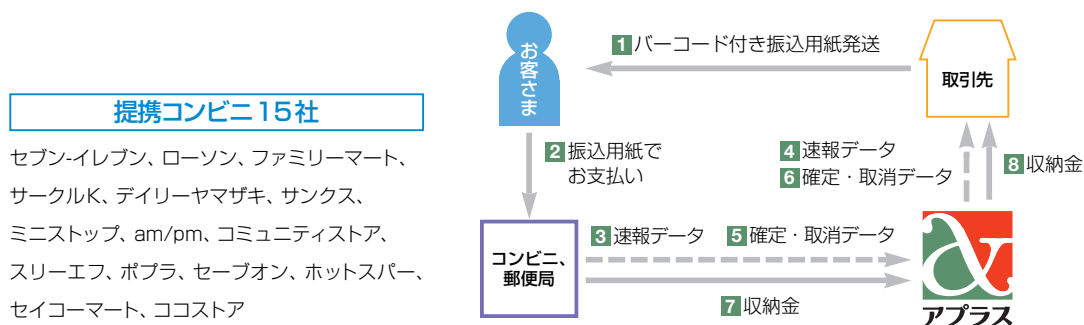 提携コンビニ15社
セブン-イレブン、ローソン、ファミリーマート、
サークルK、デイリーヤマザキ、サンクス、
ミニストップ、am/pm、コミュニティストア、
スリーエフ、ポプラ、セーブオン、ホットスパー、
セイコーマート、ココストア
お客さま
1 バーコード付き振込用紙発送
取引先
2 振込用紙で
お支払い
4 速報データ
6 確定・取消データ
8 収納金
コンビニ、
郵便局
3 速報データ
5 確定・取消データ
7 収納金
&
アプラス